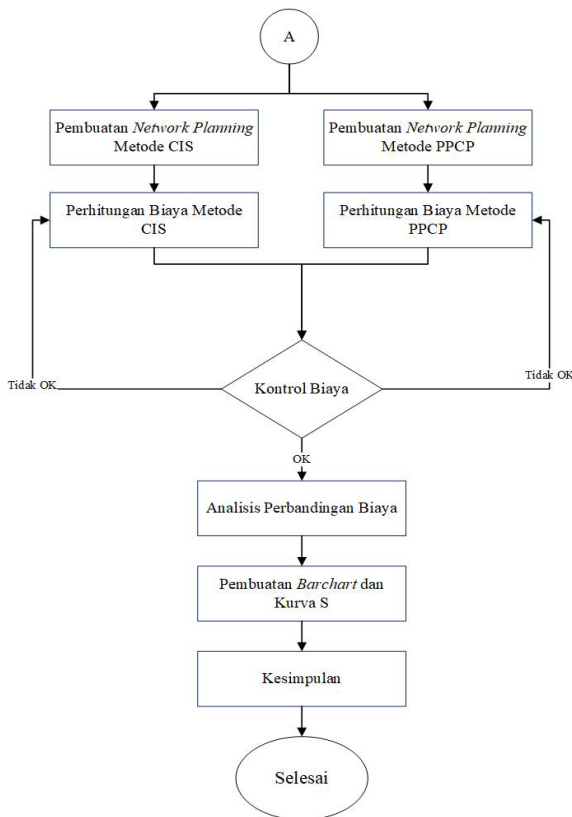 A
Pembuatan Network Planning
Metode CIS
Pembuatan Network Planning
Metode PPCP
Perhitungan Biaya Metode
CIS
Perhitungan Biaya Metode
PPCP
Kontrol Biaya
Tidak OK
Tidak OK
OK
Analisis Perbandingan Biaya
Pembuatan Barchart dan
Kurva S
Kesimpulan
Selesai